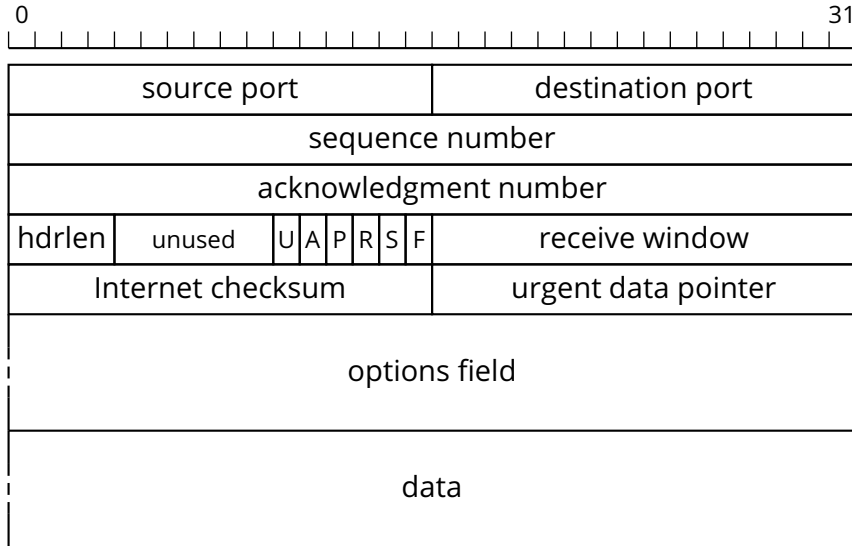 0 31
source port destination port
sequence number
acknowledgment number
hdrlen unused U A P R S F receive window
Internet checksum urgent data pointer
options field
data